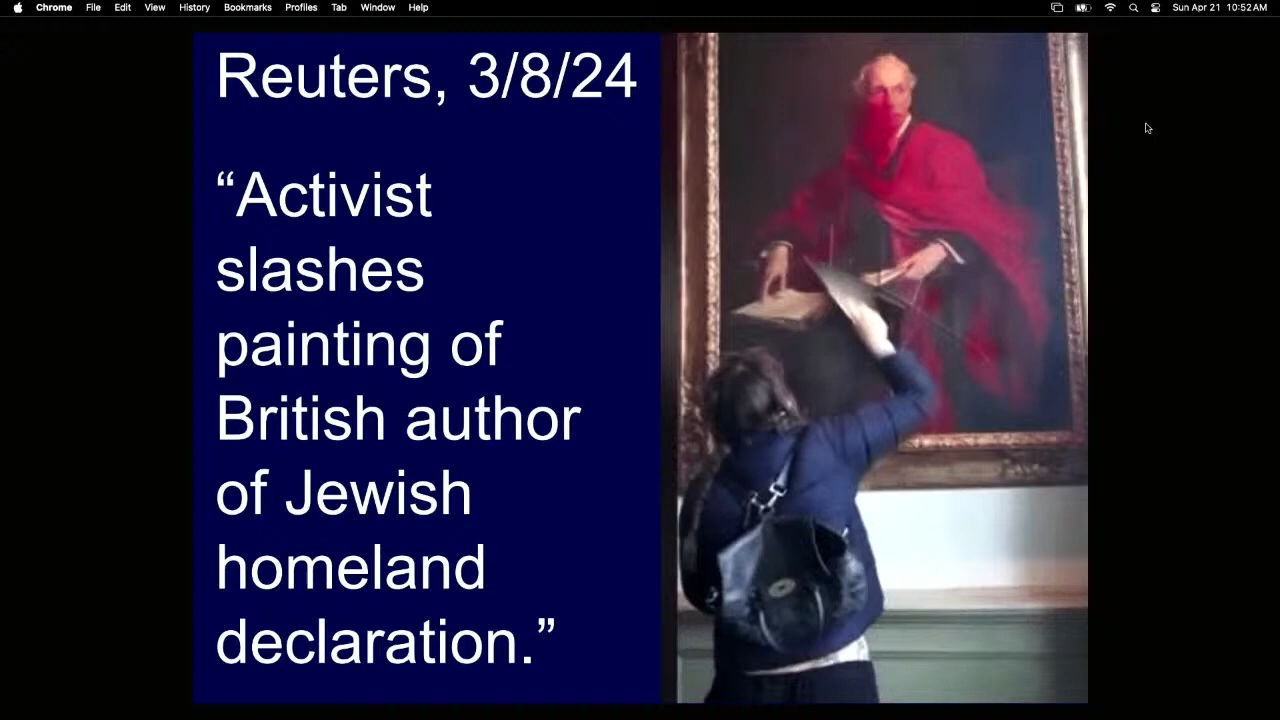 Chrome File Edit View History Bookmarks Profiles Tab Window Help Sun Apr 21 10:52 AM
Reuters, 3/8/24
“Activist
slashes
painting of
British author
of Jewish
homeland
declaration.”